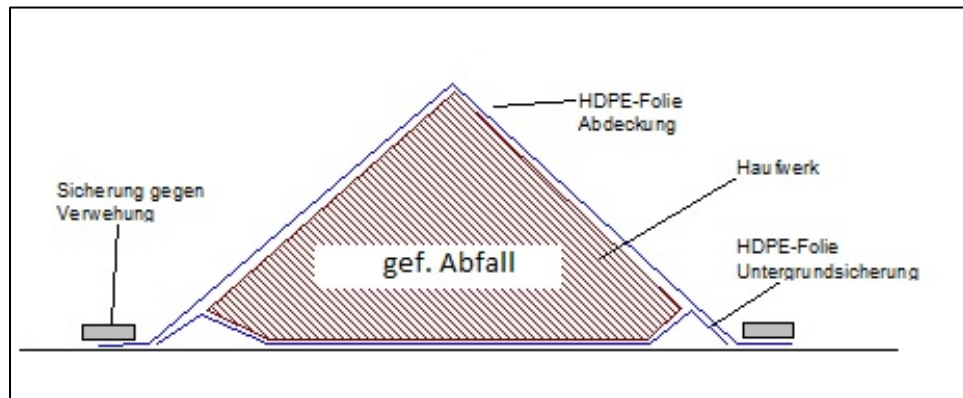 HDPE-Folie
Abdeckung
Haufwerk
Sicherung gegen
Verwehung
gef. Abfall
HDPE-Folie
Untergrundsicherung